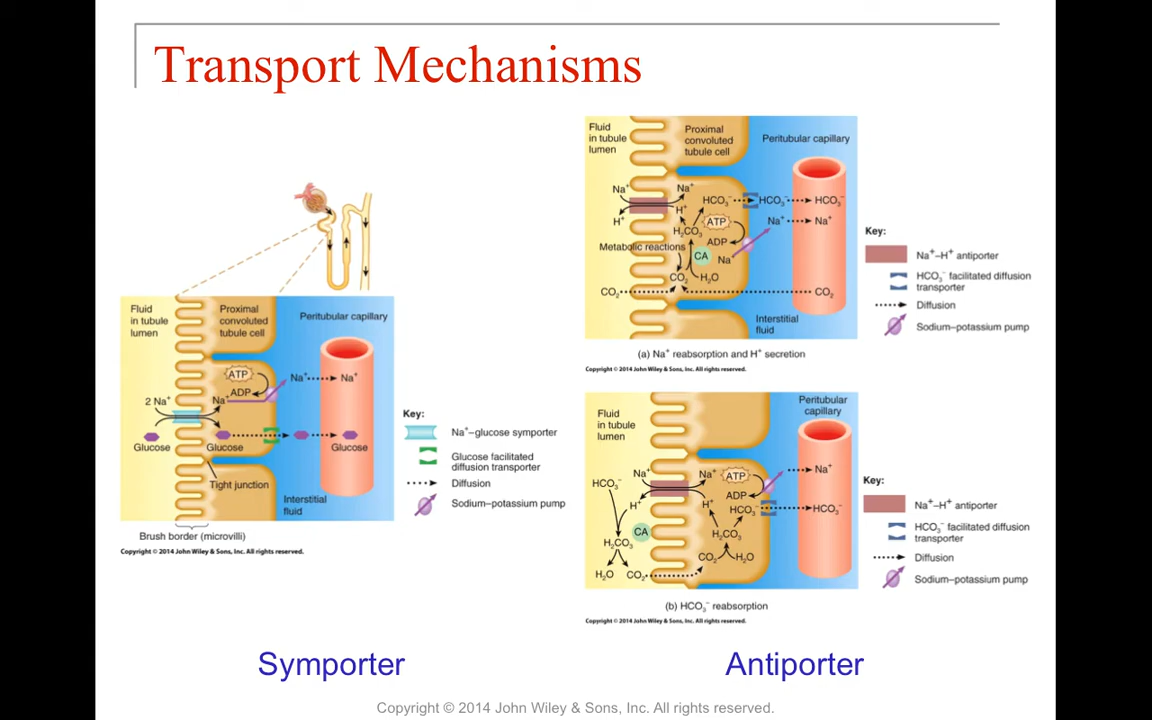 Transport Mechanisms
Fluid
in tubule
lumen
Proximal
convoluted
tubule cell
Peritubular capillary
ATP
ADP
2 Na⁺
Na⁺
Na⁺
Na⁺
Glucose
Glucose
Glucose
Tight junction
Interstitial
fluid
Brush border (microvilli)
Copyright © 2014 John Wiley & Sons, Inc. All rights reserved.
Key:
Na⁺–glucose symporter
Glucose facilitated
diffusion transporter
Diffusion
Sodium–potassium pump
Symporter
Fluid
in tubule
lumen
Proximal
convoluted
tubule cell
Peritubular capillary
Na⁺
Na⁺
HCO₃⁻
HCO₃⁻
HCO₃⁻
H⁺
H⁺
ATP
Na⁺
Na⁺
H₂CO₃
ADP
Metabolic reactions
CA
Na⁺
CO₂
H₂O
CO₂
CO₂
Interstitial
fluid
(a) Na⁺ reabsorption and H⁺ secretion
Copyright © 2014 John Wiley & Sons, Inc. All rights reserved.
Key:
Na⁺–H⁺ antiporter
HCO₃⁻ facilitated diffusion
transporter
Diffusion
Sodium–potassium pump
Fluid
in tubule
lumen
Peritubular
capillary
Na⁺
Na⁺
ATP
Na⁺
HCO₃⁻
ADP
H⁺
H⁺
HCO₃⁻
HCO₃⁻
CA
H₂CO₃
H₂CO₃
CO₂
H₂O
H₂O
CO₂
(b) HCO₃⁻ reabsorption
Copyright © 2014 John Wiley & Sons, Inc. All rights reserved.
Key:
Na⁺–H⁺ antiporter
HCO₃⁻ facilitated diffusion
transporter
Diffusion
Sodium–potassium pump
Antiporter
Copyright © 2014 John Wiley & Sons, Inc. All rights reserved.